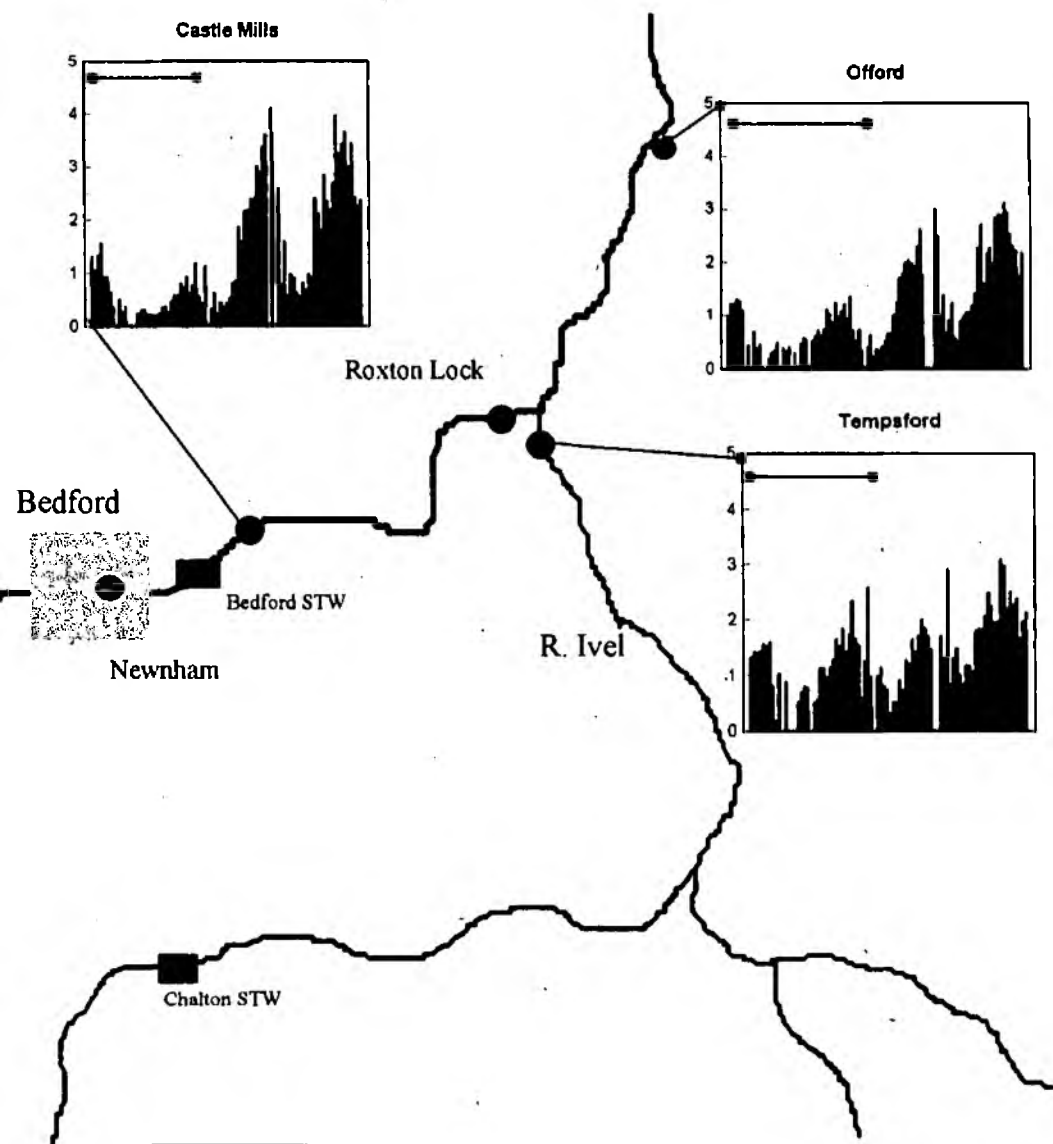 Castle Mills
5
4
3
2
1
0
Offord
5
4
3
2
1
0
Roxton Lock
Tempsford
5
4
3
2
.1
0
Bedford
Bedford STW
Newnham
R. Ivel
Chalton STW